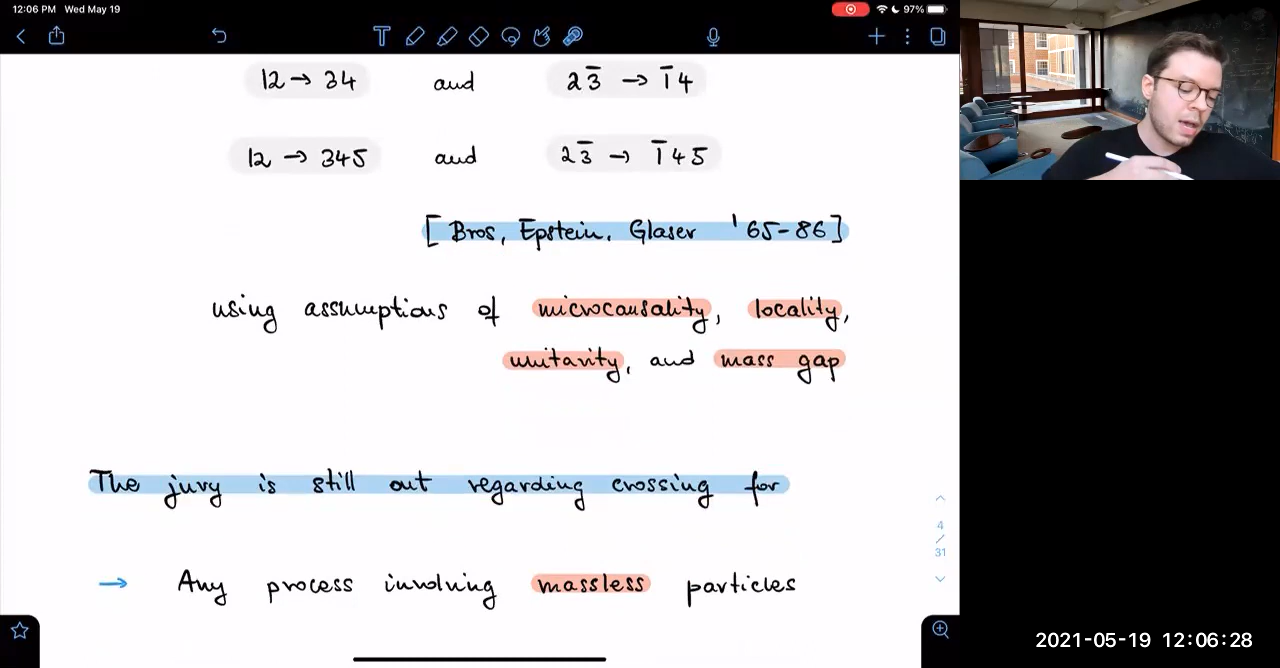 12:06 PM Wed May 19
97%
12 → 34 and 23̅ → 1̅4
12 → 345 and 23̅ → 1̅45
[Bros, Epstein, Glaser '65-86]
using assumptions of microcausality, locality,
unitarity, and mass gap
The jury is still out regarding crossing for
→ Any process involving massless particles
4
/
31
2021-05-19 12:06:28